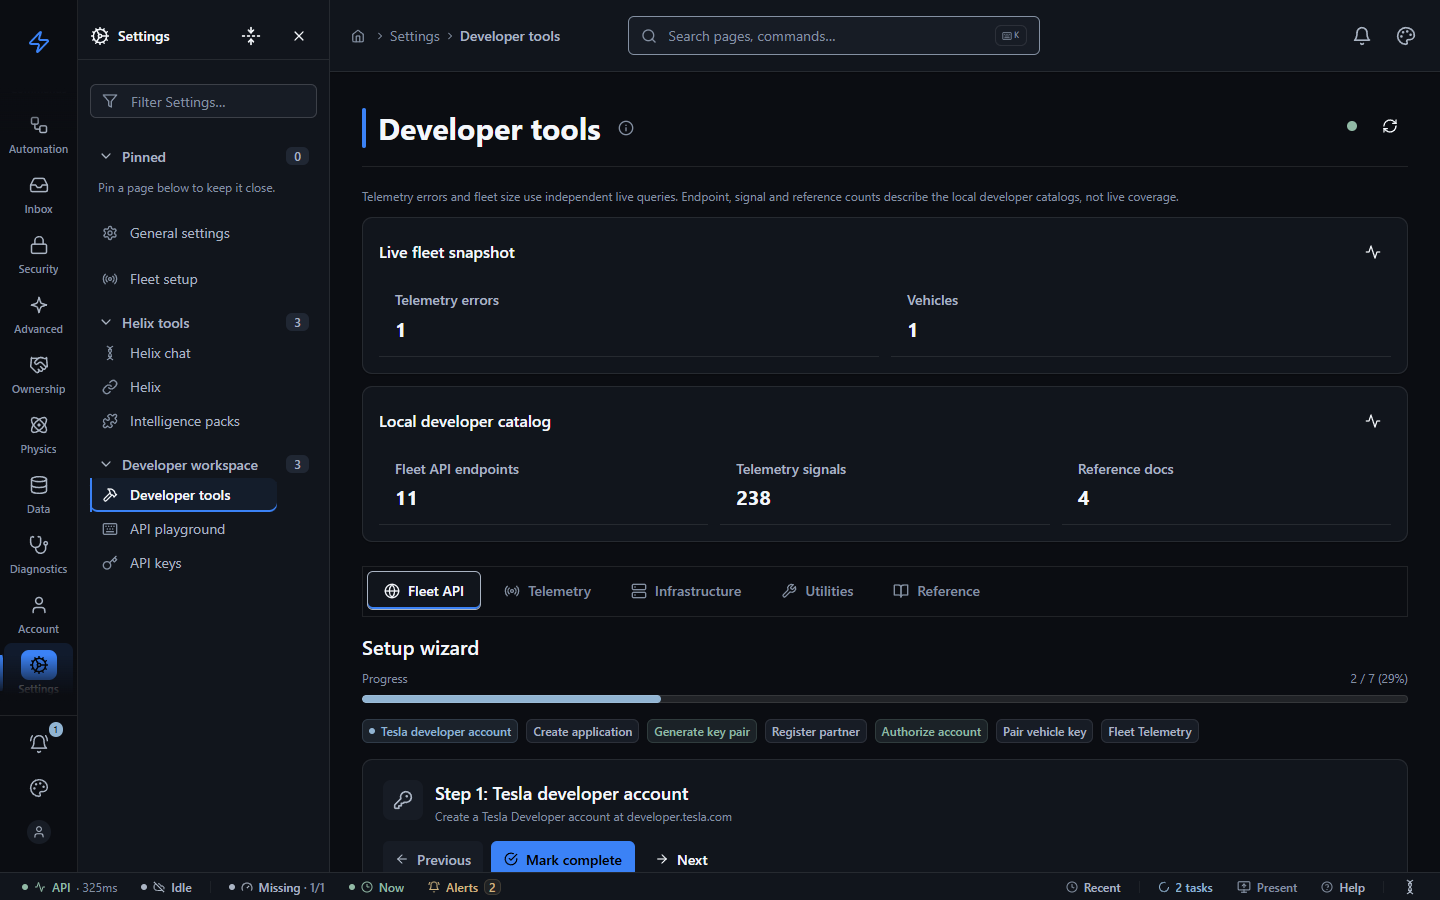 Settings
Settings
Developer tools
Search pages, commands...
K
Filter Settings...
Automation
Inbox
Security
Advanced
Ownership
Physics
Data
Diagnostics
Account
Settings
1
Pinned
0
Pin a page below to keep it close.
General settings
Fleet setup
Helix tools
3
Helix chat
Helix
Intelligence packs
Developer workspace
3
Developer tools
API playground
API keys
Developer tools
Telemetry errors and fleet size use independent live queries. Endpoint, signal and reference counts describe the local developer catalogs, not live coverage.
Live fleet snapshot
Telemetry errors
1
Vehicles
1
Local developer catalog
Fleet API endpoints
11
Telemetry signals
238
Reference docs
4
Fleet API
Telemetry
Infrastructure
Utilities
Reference
Setup wizard
Progress
2 / 7 (29%)
Tesla developer account
Create application
Generate key pair
Register partner
Authorize account
Pair vehicle key
Fleet Telemetry
Step 1: Tesla developer account
Create a Tesla Developer account at developer.tesla.com
Previous
Mark complete
Next
API · 325ms
Idle
Missing · 1/1
Now
Alerts 2
Recent
2 tasks
Present
Help